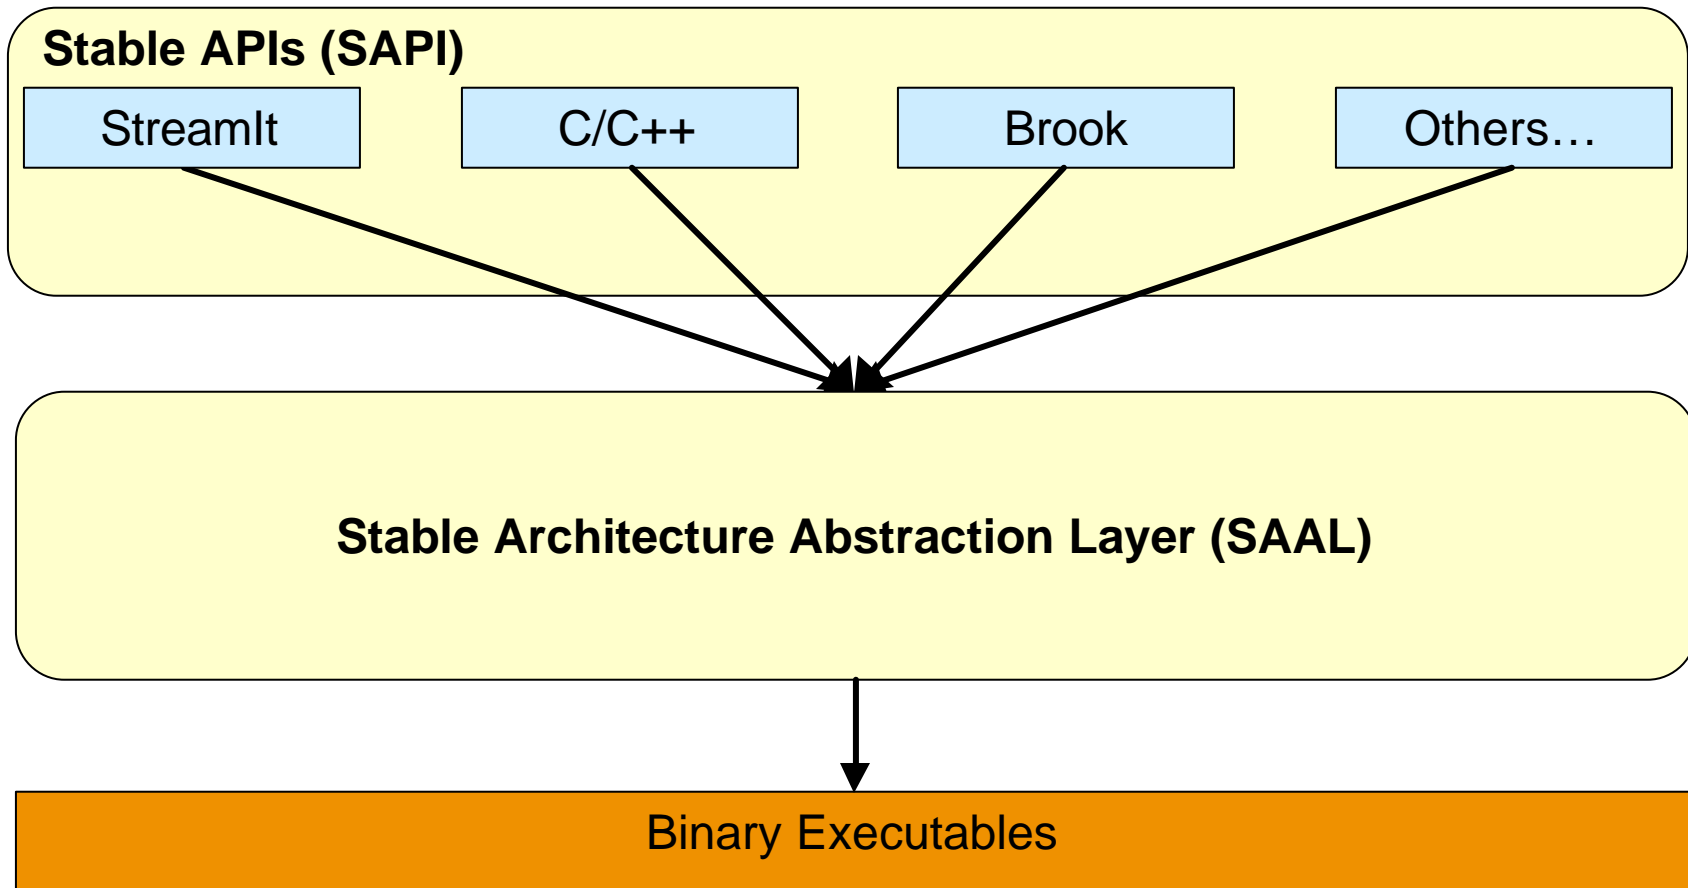 Stable APIs (SAPI)
StreamIt
C/C++
Brook
Others…
Stable Architecture Abstraction Layer (SAAL)
Binary Executables